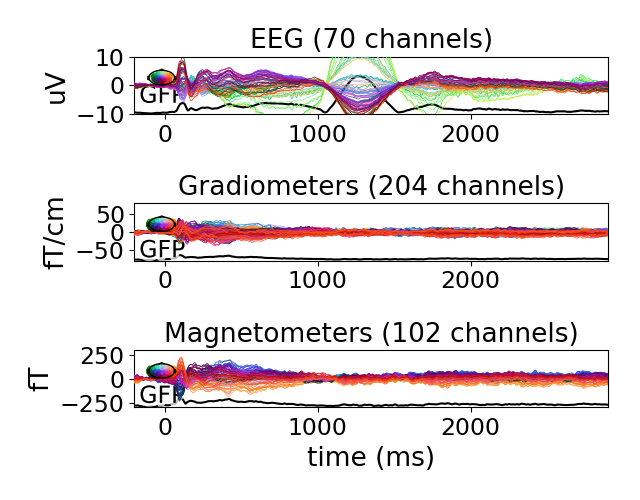 EEG (70 channels)
10
0
−10
uV
GFP
0
1000
2000
Gradiometers (204 channels)
50
0
−50
fT/cm
GFP
0
1000
2000
Magnetometers (102 channels)
250
0
−250
fT
GFP
0
1000
2000
time (ms)